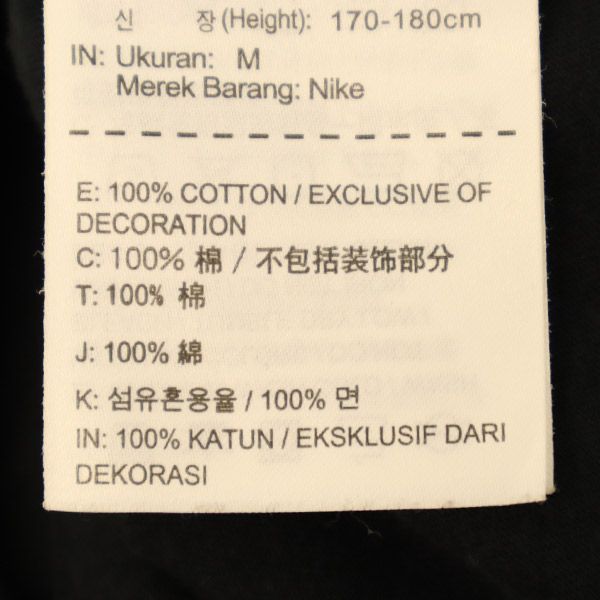 신 장 (Height): 170-180cm
IN: Ukuran: M
Merek Barang: Nike
E: 100% COTTON / EXCLUSIVE OF
DECORATION
C: 100% 棉 / 不包括装饰部分
T: 100% 棉
J: 100% 綿
K: 섬유혼용율 / 100% 면
IN: 100% KATUN / EKSKLUSIF DARI
DEKORASI